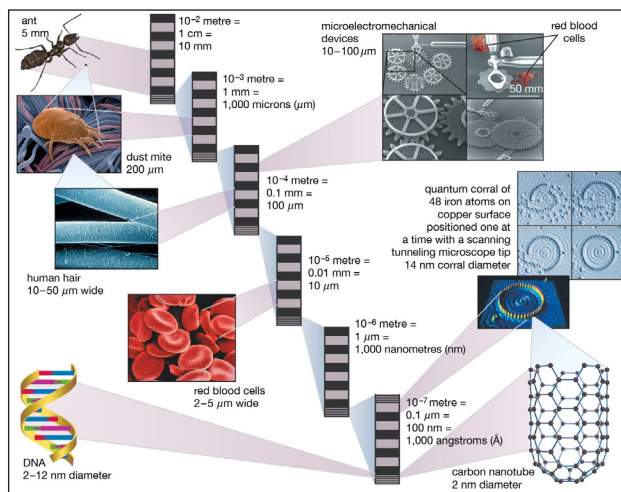 ant
5 mm
10–2 metre =
1 cm =
10 mm
microelectromechanical
devices
10–100 μm
red blood
cells
50 mm
10–3 metre =
1 mm =
1,000 microns (μm)
dust mite
200 μm
10–4 metre =
0.1 mm =
100 μm
quantum corral of
48 iron atoms on
copper surface
positioned one at
a time with a scanning
tunneling microscope tip
14 nm corral diameter
human hair
10–50 μm wide
10–5 metre =
0.01 mm =
10 μm
10–6 metre =
1 μm =
1,000 nanometres (nm)
red blood cells
2–5 μm wide
10–7 metre =
0.1 μm =
100 nm =
1,000 angstroms (Å)
DNA
2–12 nm diameter
carbon nanotube
2 nm diameter